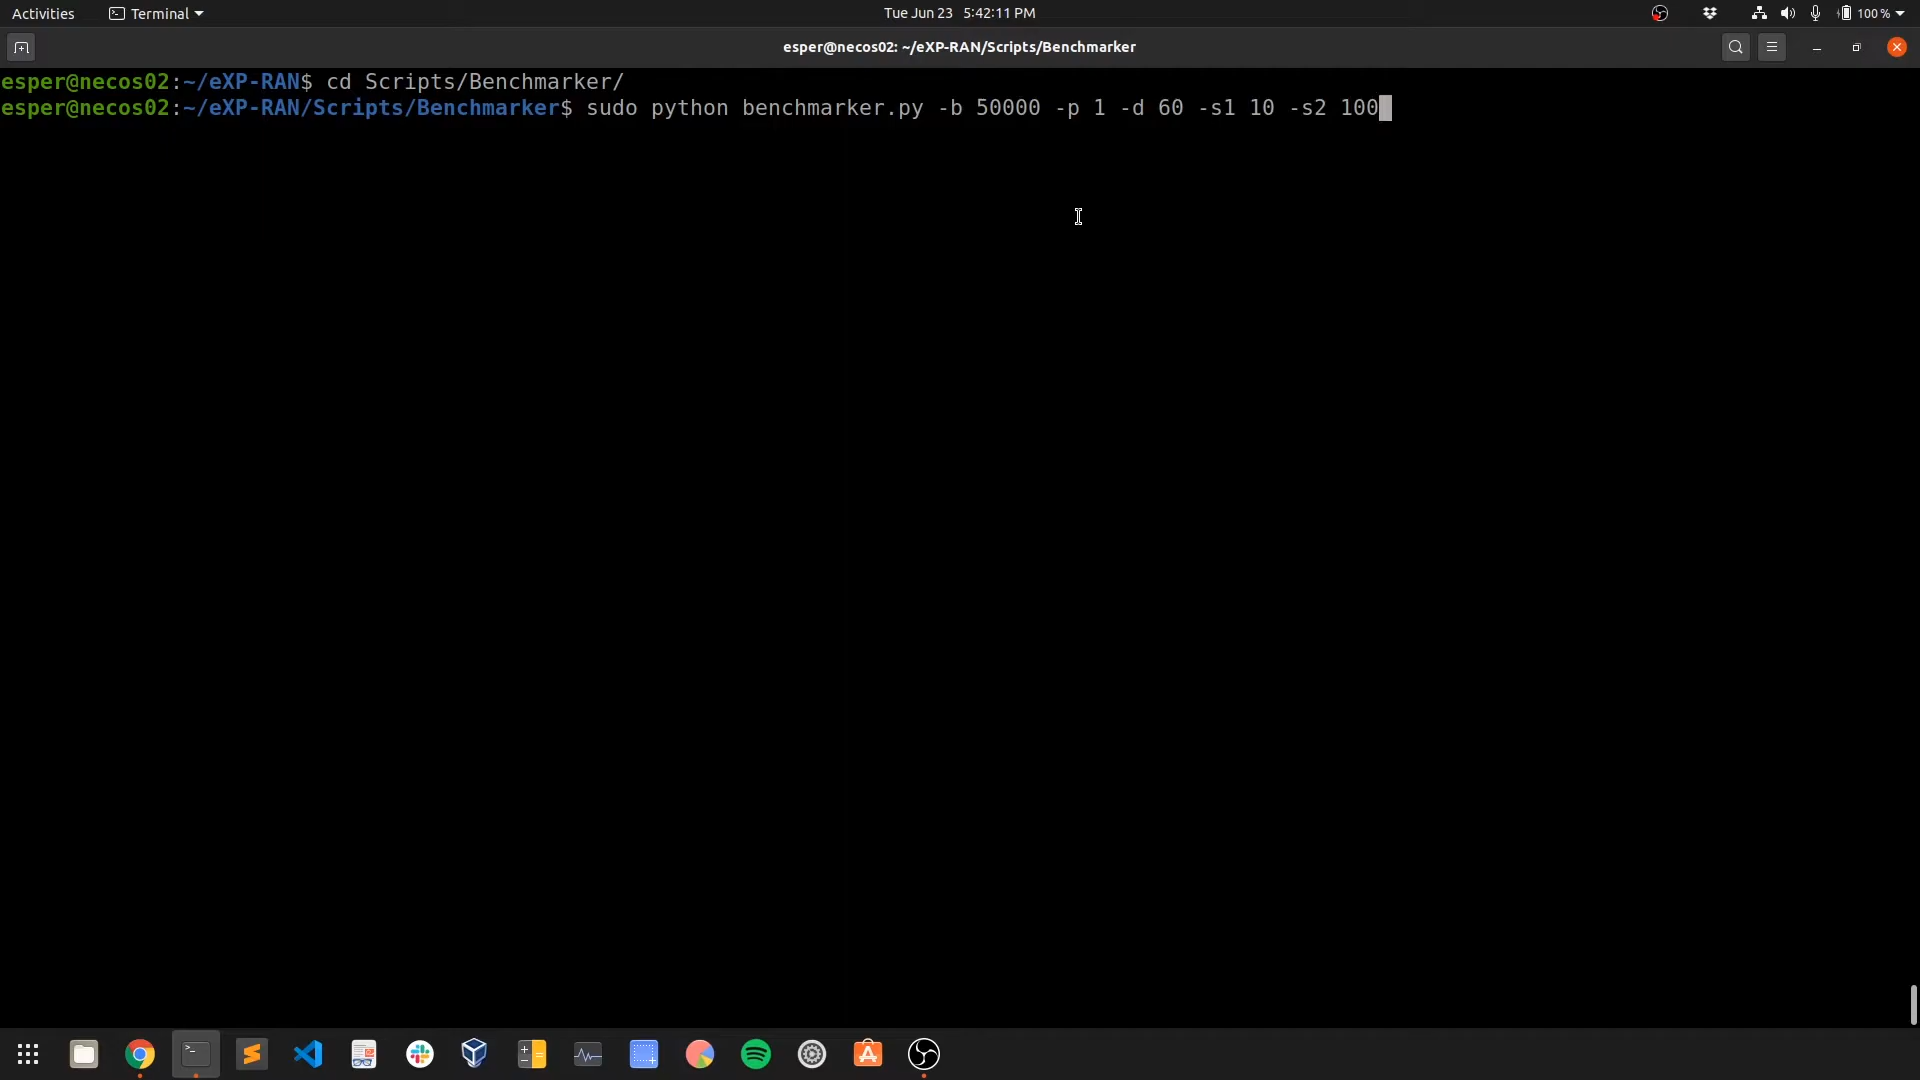 Activities Terminal Tue Jun 23 5:42:11 PM 100 %
esper@necos02: ~/eXP-RAN/Scripts/Benchmarker
esper@necos02:~/eXP-RAN$ cd Scripts/Benchmarker/
esper@necos02:~/eXP-RAN/Scripts/Benchmarker$ sudo python benchmarker.py -b 50000 -p 1 -d 60 -s1 10 -s2 100